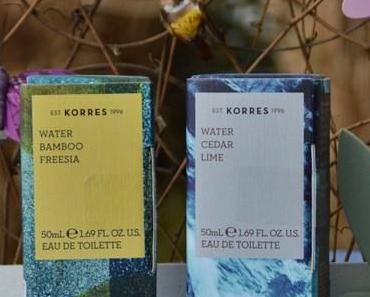 EST. KORRES 1996
WATER
BAMBOO
FREESIA
50mL ℮ 1.69 FL. OZ. U.S.
EAU DE TOILETTE
EST. KORRES 1996
WATER
CEDAR
LIME
50mL ℮ 1.69 FL. OZ. U.S.
EAU DE TOILETTE